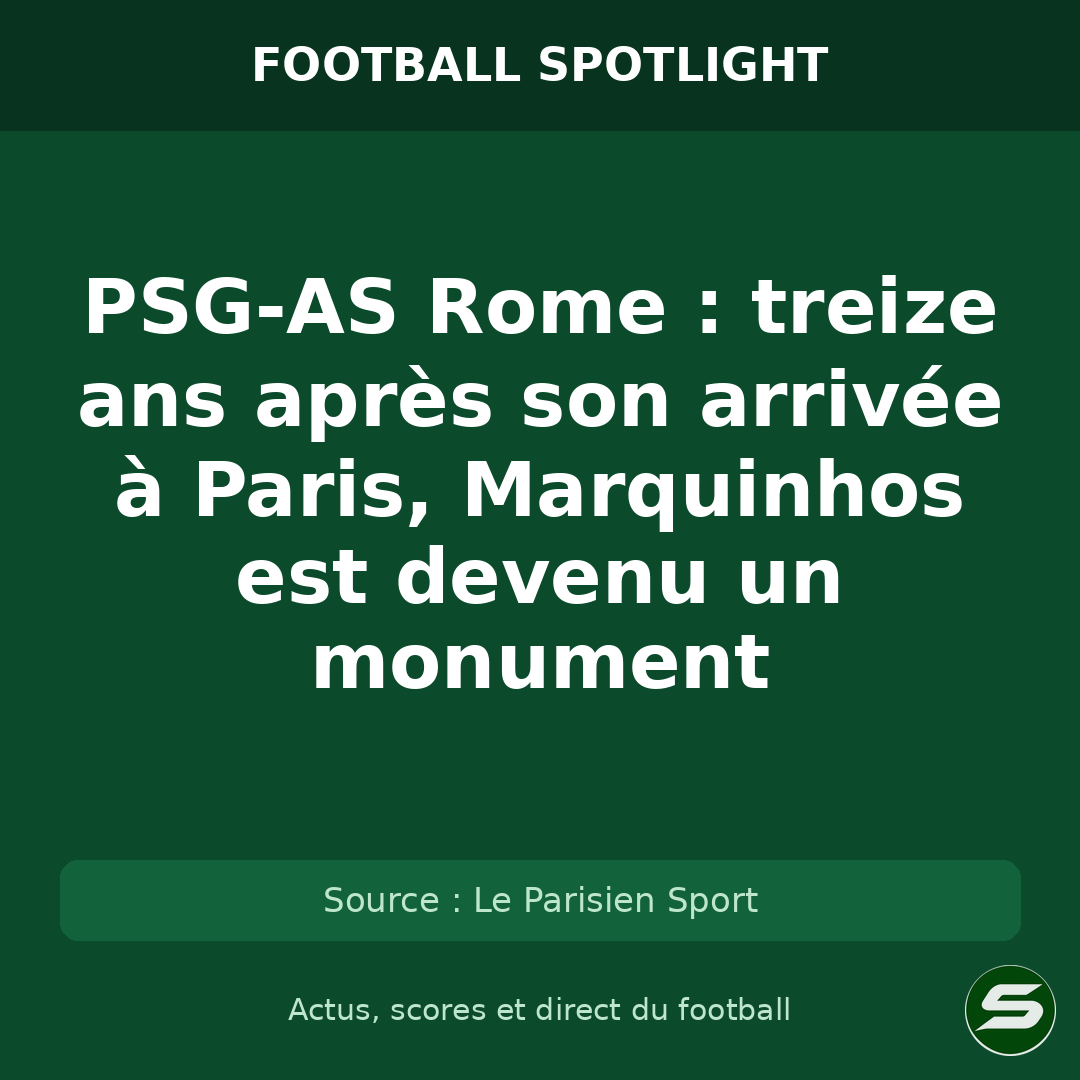 FOOTBALL SPOTLIGHT
PSG-AS Rome : treize
ans après son arrivée
à Paris, Marquinhos
est devenu un
monument
Source : Le Parisien Sport
Actus, scores et direct du football
S